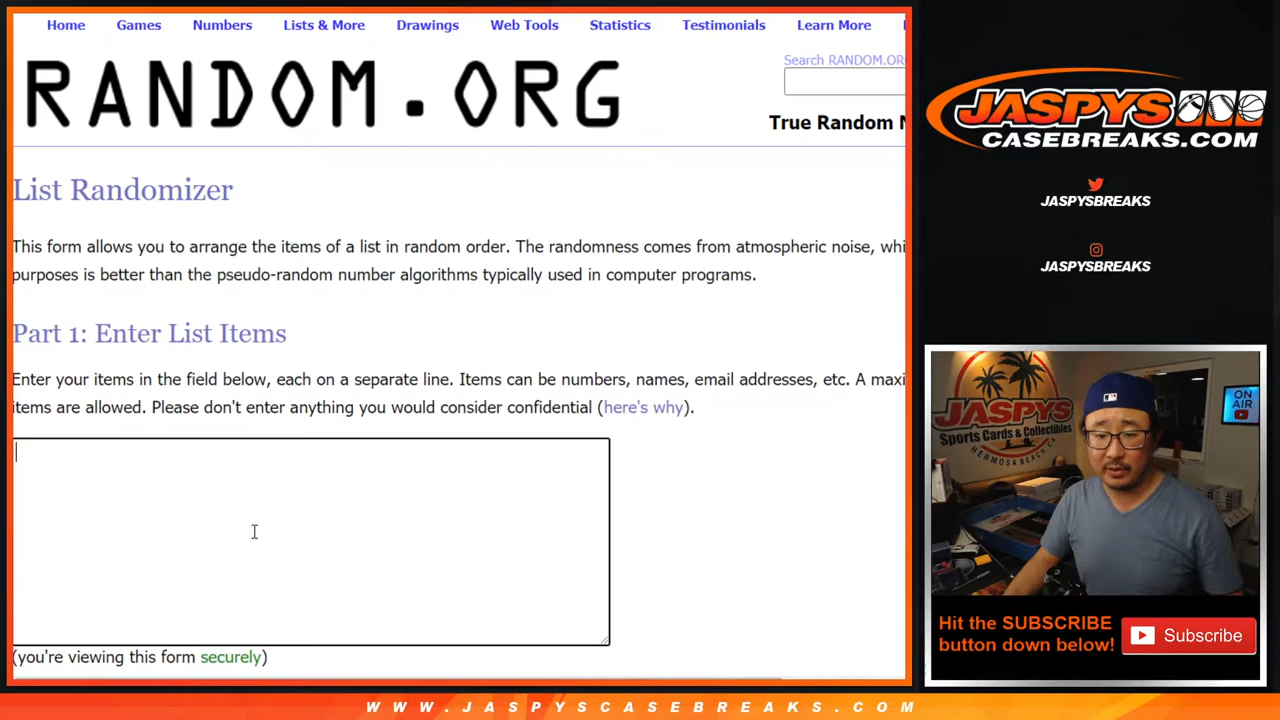 Home Games Numbers Lists & More Drawings Web Tools Statistics Testimonials Learn More
RANDOM.ORG
Search RANDOM.OR
True Random N
List Randomizer
This form allows you to arrange the items of a list in random order. The randomness comes from atmospheric noise, whi
purposes is better than the pseudo-random number algorithms typically used in computer programs.
Part 1: Enter List Items
Enter your items in the field below, each on a separate line. Items can be numbers, names, email addresses, etc. A maxi
items are allowed. Please don't enter anything you would consider confidential (here's why).
(you're viewing this form securely)
JASPYS
CASEBREAKS.COM
JASPYSBREAKS
JASPYSBREAKS
JASPYS
Sports Cards & Collectibles
HERMOSA BEACH, CA
ON
AIR
Hit the SUBSCRIBE
button down below!
Subscribe
WWW.JASPYSCASEBREAKS.COM